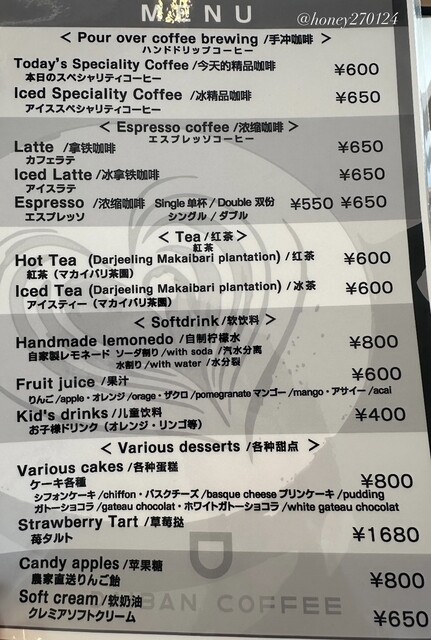 MENU
@honey270124
< Pour over coffee brewing /手冲咖啡 >
ハンドドリップコーヒー
Today's Speciality Coffee /今天的精品咖啡 ¥600
本日のスペシャリティコーヒー
Iced Speciality Coffee /冰精品咖啡 ¥650
アイススペシャリティコーヒー
< Espresso coffee /浓缩咖啡 >
エスプレッソコーヒー
Latte /拿铁咖啡 ¥650
カフェラテ
Iced Latte /冰拿铁咖啡 ¥650
アイスラテ
Espresso /浓缩咖啡 Single 单杯 / Double 双份 ¥550 ¥650
エスプレッソ シングル / ダブル
< Tea /红茶 >
紅茶
Hot Tea (Darjeeling Makaibari plantation) /红茶 ¥600
紅茶（マカイバリ茶園）
Iced Tea (Darjeeling Makaibari plantation) /冰茶 ¥600
アイスティー（マカイバリ茶園）
< Softdrink /软饮料 >
Handmade lemonedo /自制柠檬水 ¥800
自家製レモネード ソーダ割り /with soda /汽水分离
水割り /with water /水分裂
Fruit juice /果汁 ¥600
りんご /apple・オレンジ /orage・ザクロ /pomegranate マンゴー /mango・アサイー /acai
Kid's drinks /儿童饮料 ¥400
お子様ドリンク（オレンジ・リンゴ等）
< Various desserts /各种甜点 >
Various cakes /各种蛋糕 ¥800
ケーキ各種
シフォンケーキ /chiffon・バスクチーズ /basque cheese プリンケーキ /pudding
ガトーショコラ /gateau chocolat・ホワイトガトーショコラ /white gateau chocolat
Strawberry Tart /草莓挞 ¥1680
苺タルト
Candy apples /苹果糖 ¥800
農家直送りんご飴
Soft cream /软奶油 ¥650
クレミアソフトクリーム
BAN COFFEE